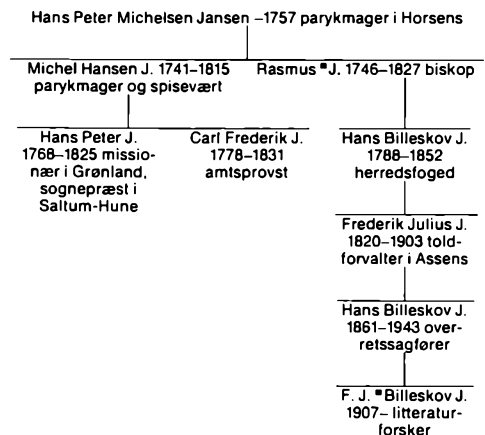 Hans Peter Michelsen Jansen –1757 parykmager i Horsens
Michel Hansen J. 1741–1815
parykmager og spisevært
Rasmus *J. 1746–1827 biskop
Hans Peter J.
1768–1825 missio-
nær i Grønland,
sognepræst i
Saltum-Hune
Carl Frederik J.
1778–1831
amtsprovst
Hans Billeskov J.
1788–1852
herredsfoged
Frederik Julius J.
1820–1903 told-
forvalter i Assens
Hans Billeskov J.
1861–1943 over-
retssagfører
F. J. *Billeskov J.
1907– litteratur-
forsker